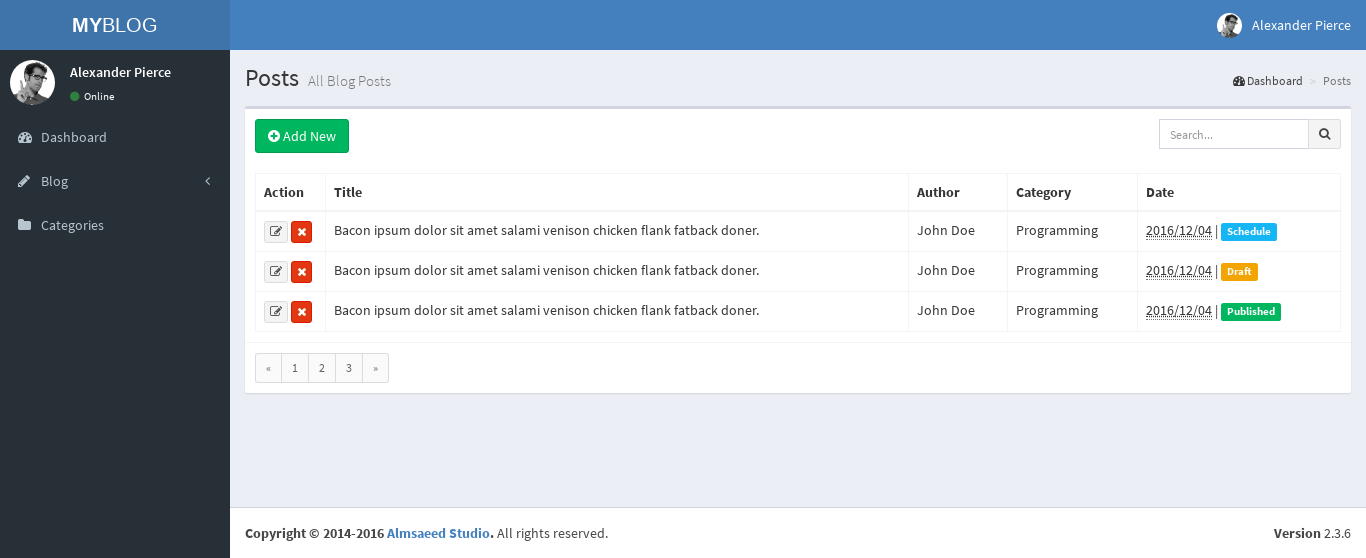 MYBLOG
Alexander Pierce
Alexander Pierce
Online
Dashboard
Blog
Categories
Posts All Blog Posts
Dashboard > Posts
Add New
Search...
Action Title Author Category Date
Bacon ipsum dolor sit amet salami venison chicken flank fatback doner. John Doe Programming 2016/12/04 | Schedule
Bacon ipsum dolor sit amet salami venison chicken flank fatback doner. John Doe Programming 2016/12/04 | Draft
Bacon ipsum dolor sit amet salami venison chicken flank fatback doner. John Doe Programming 2016/12/04 | Published
« 1 2 3 »
Copyright © 2014-2016 Almsaeed Studio. All rights reserved.
Version 2.3.6